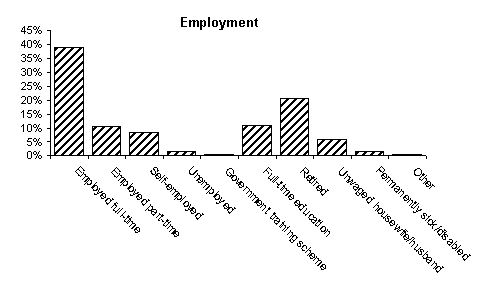 Employment
45%
40%
35%
30%
25%
20%
15%
10%
5%
0%
Employed full-time
Employed part-time
Self-employed
Unemployed
Government training scheme
Full-time education
Retired
Unwaged housewife/husband
Permanently sick/disabled
Other